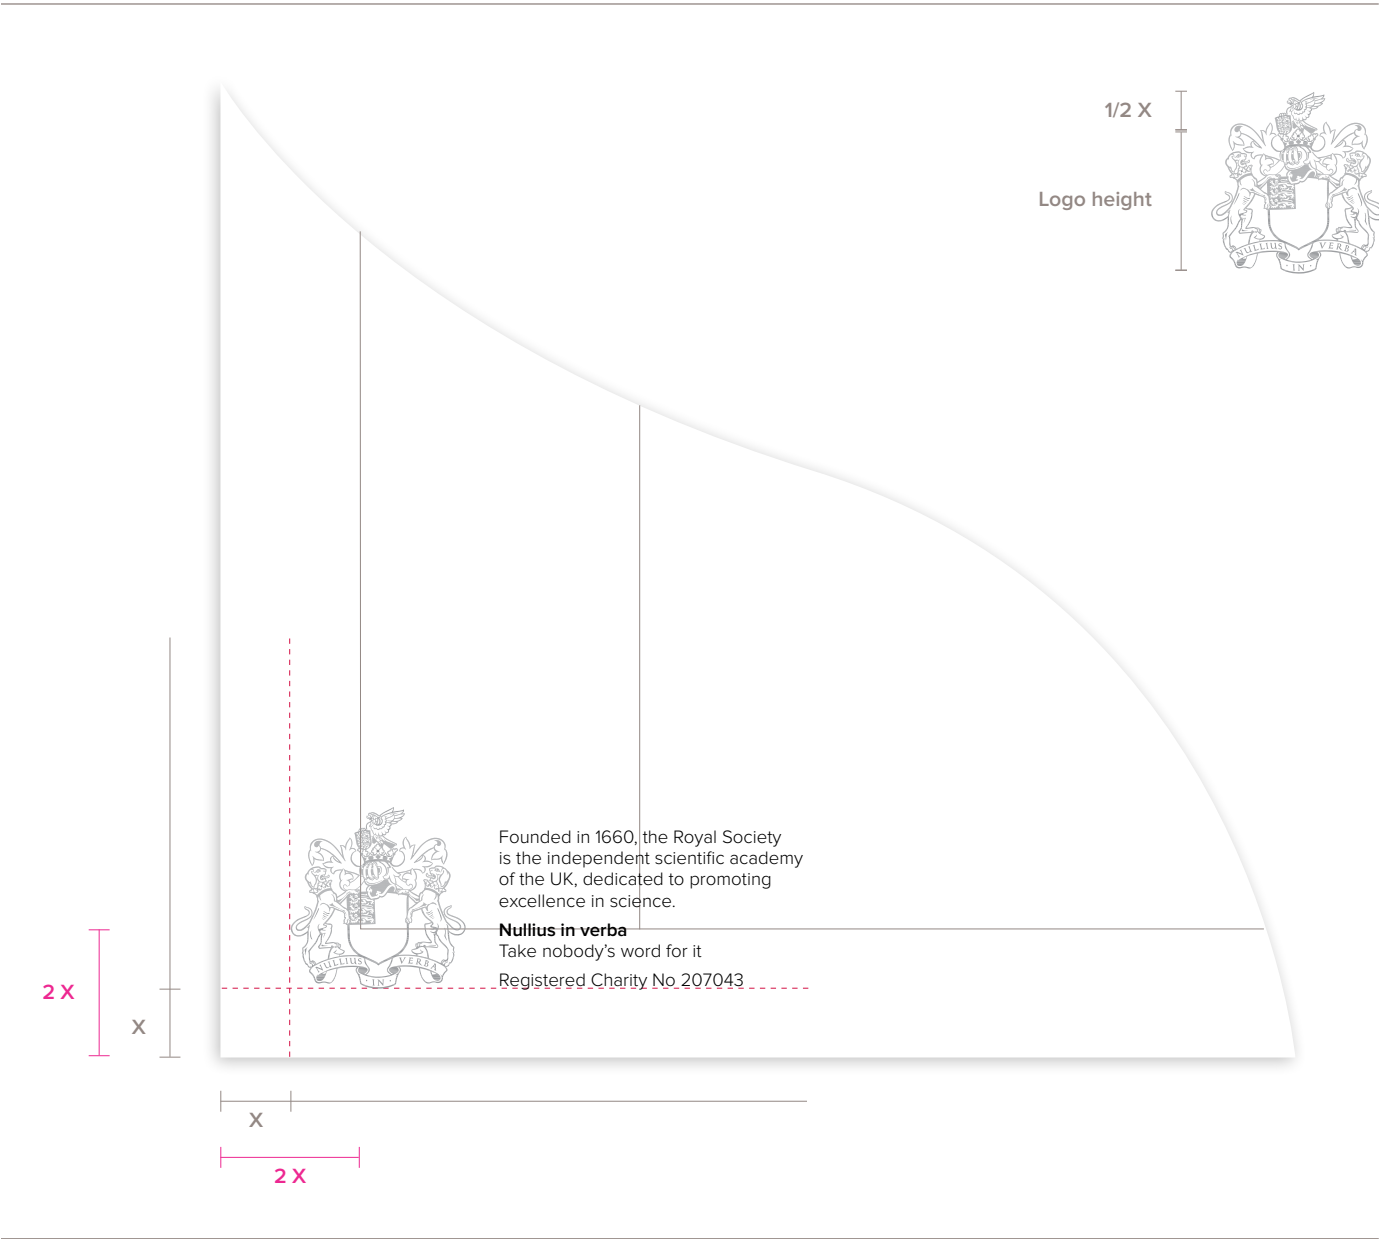 1/2 X
Logo height
NULLIUS IN VERBA
Founded in 1660, the Royal Society
is the independent scientific academy
of the UK, dedicated to promoting
excellence in science.
Nullius in verba
Take nobody’s word for it
Registered Charity No 207043
NULLIUS IN VERBA
2 X
X
X
2 X